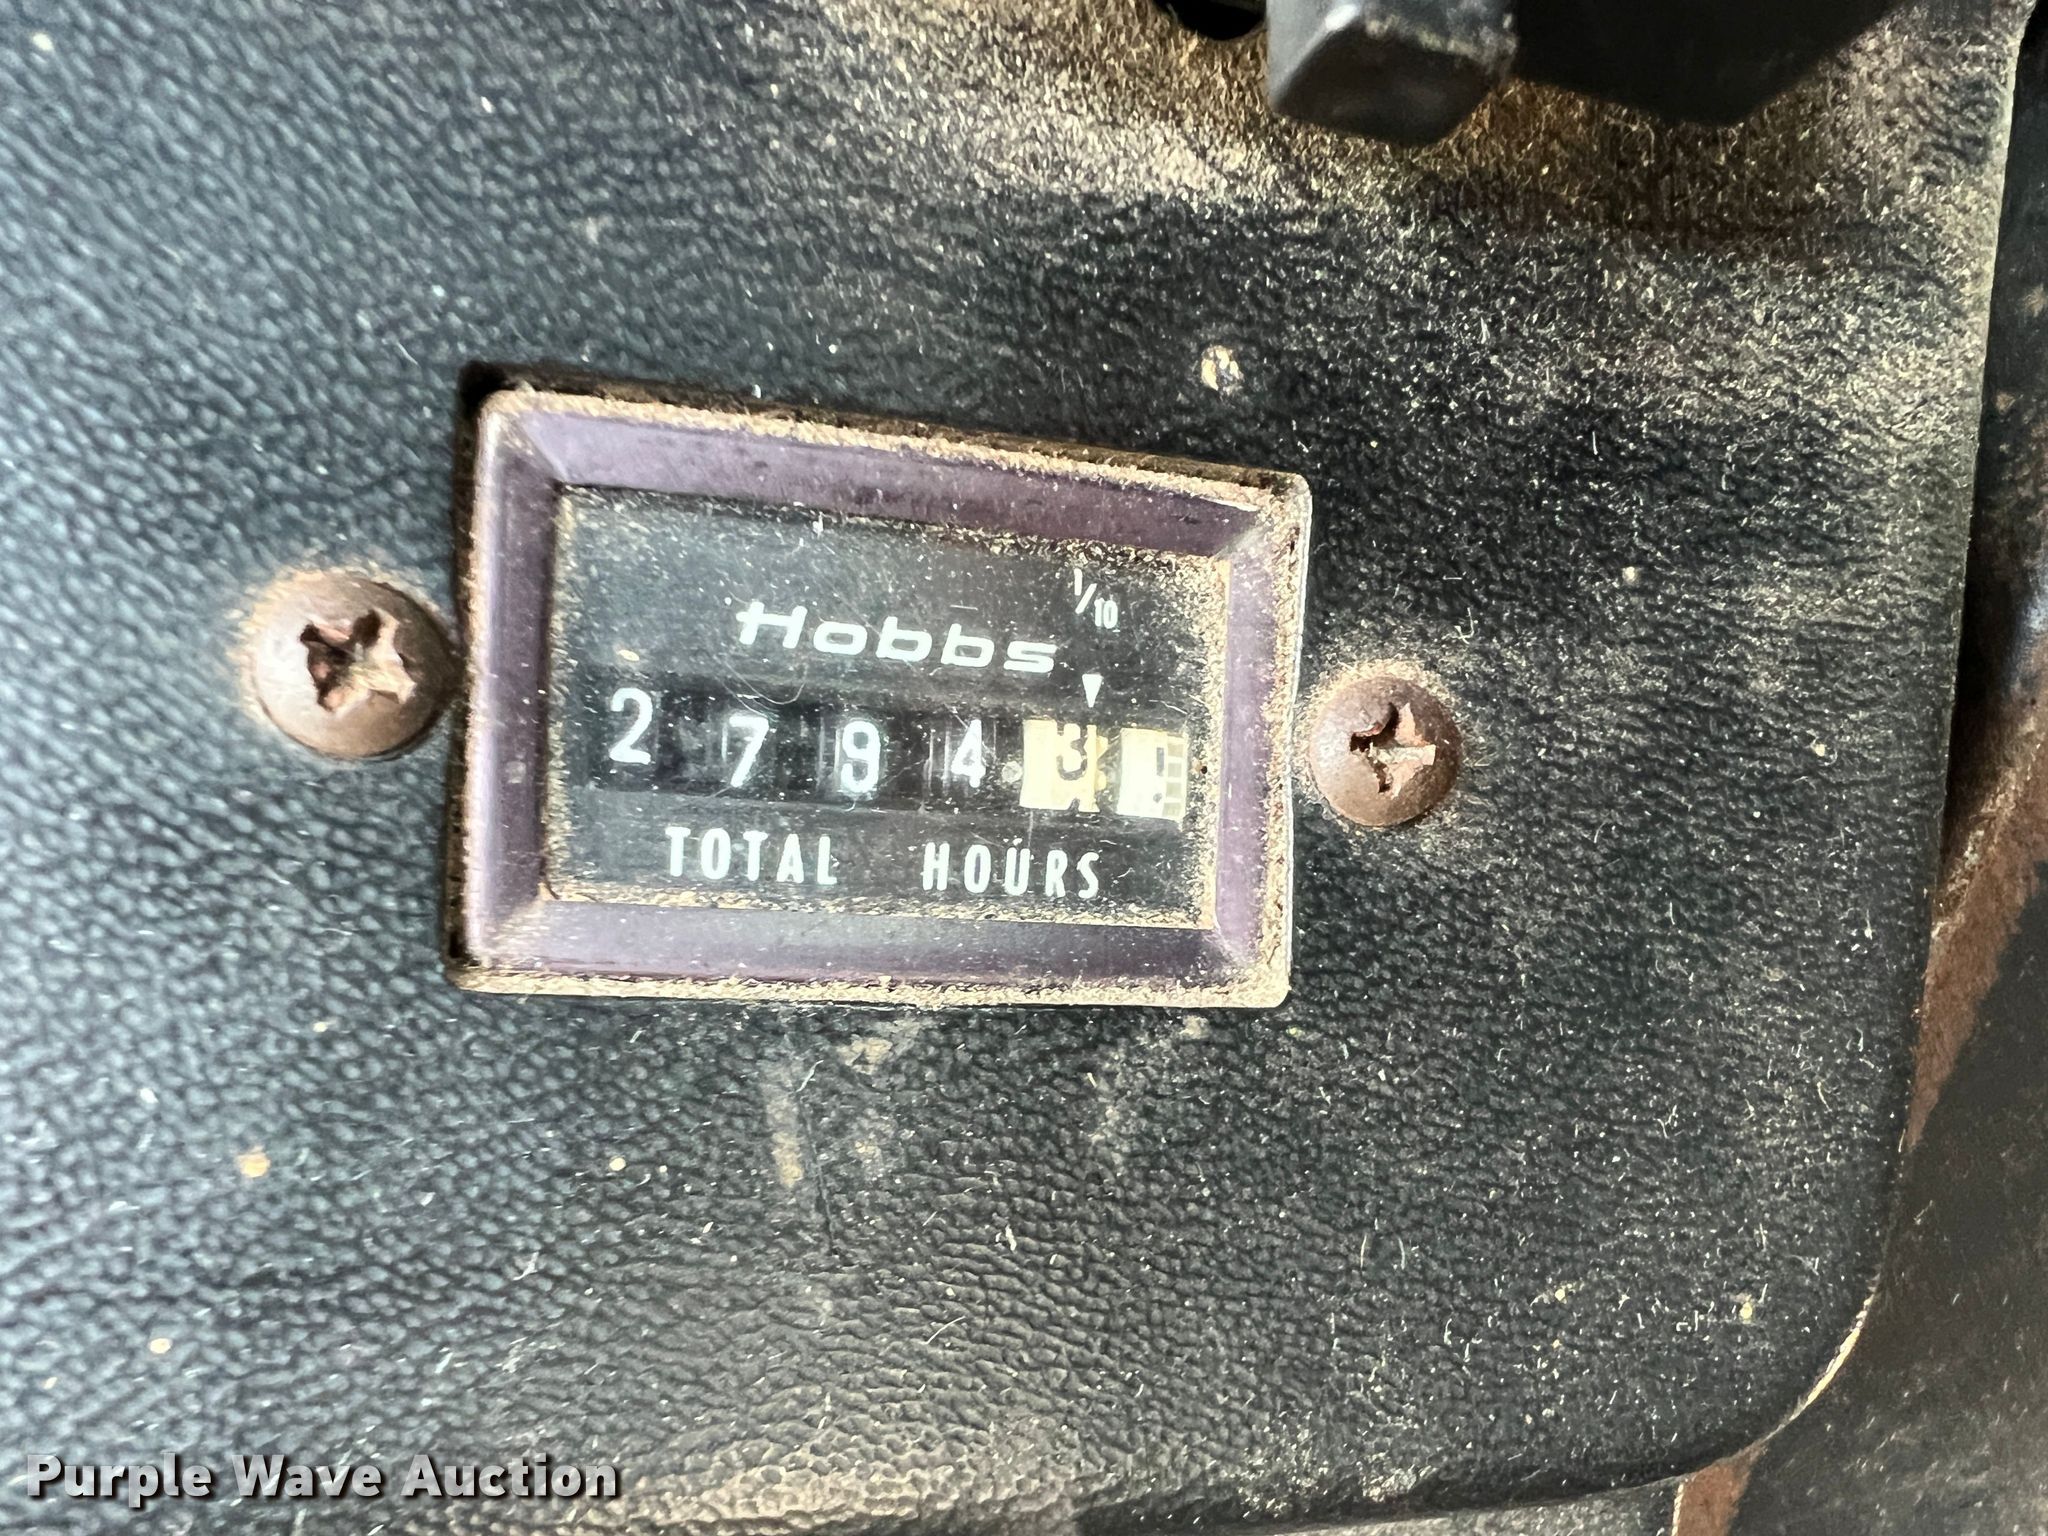 1/10
Hobbs
2 7 9 4 3
TOTAL HOURS
Purple Wave Auction